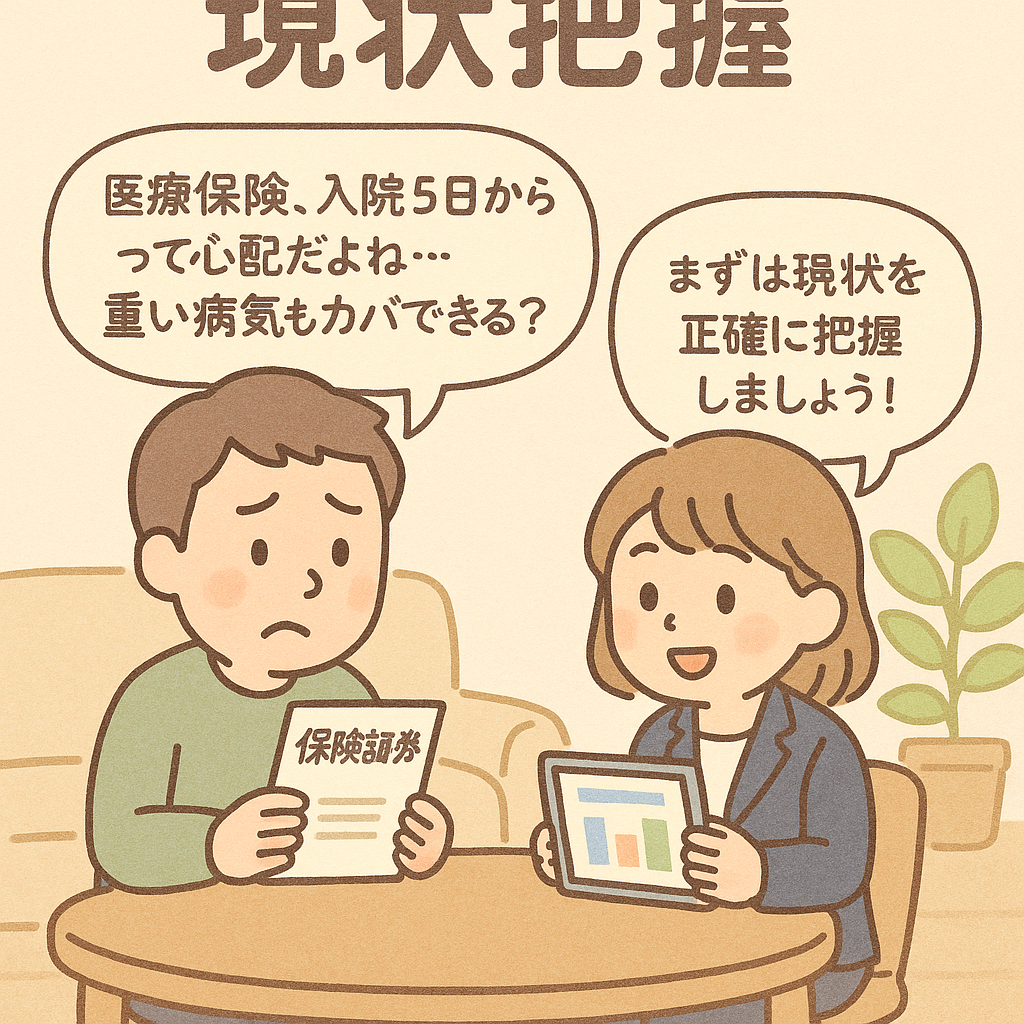 現状把握
医療保険、入院5日から
って心配だよね…
重い病気もカバできる?
まずは現状を
正確に把握
しましょう!
保険証券